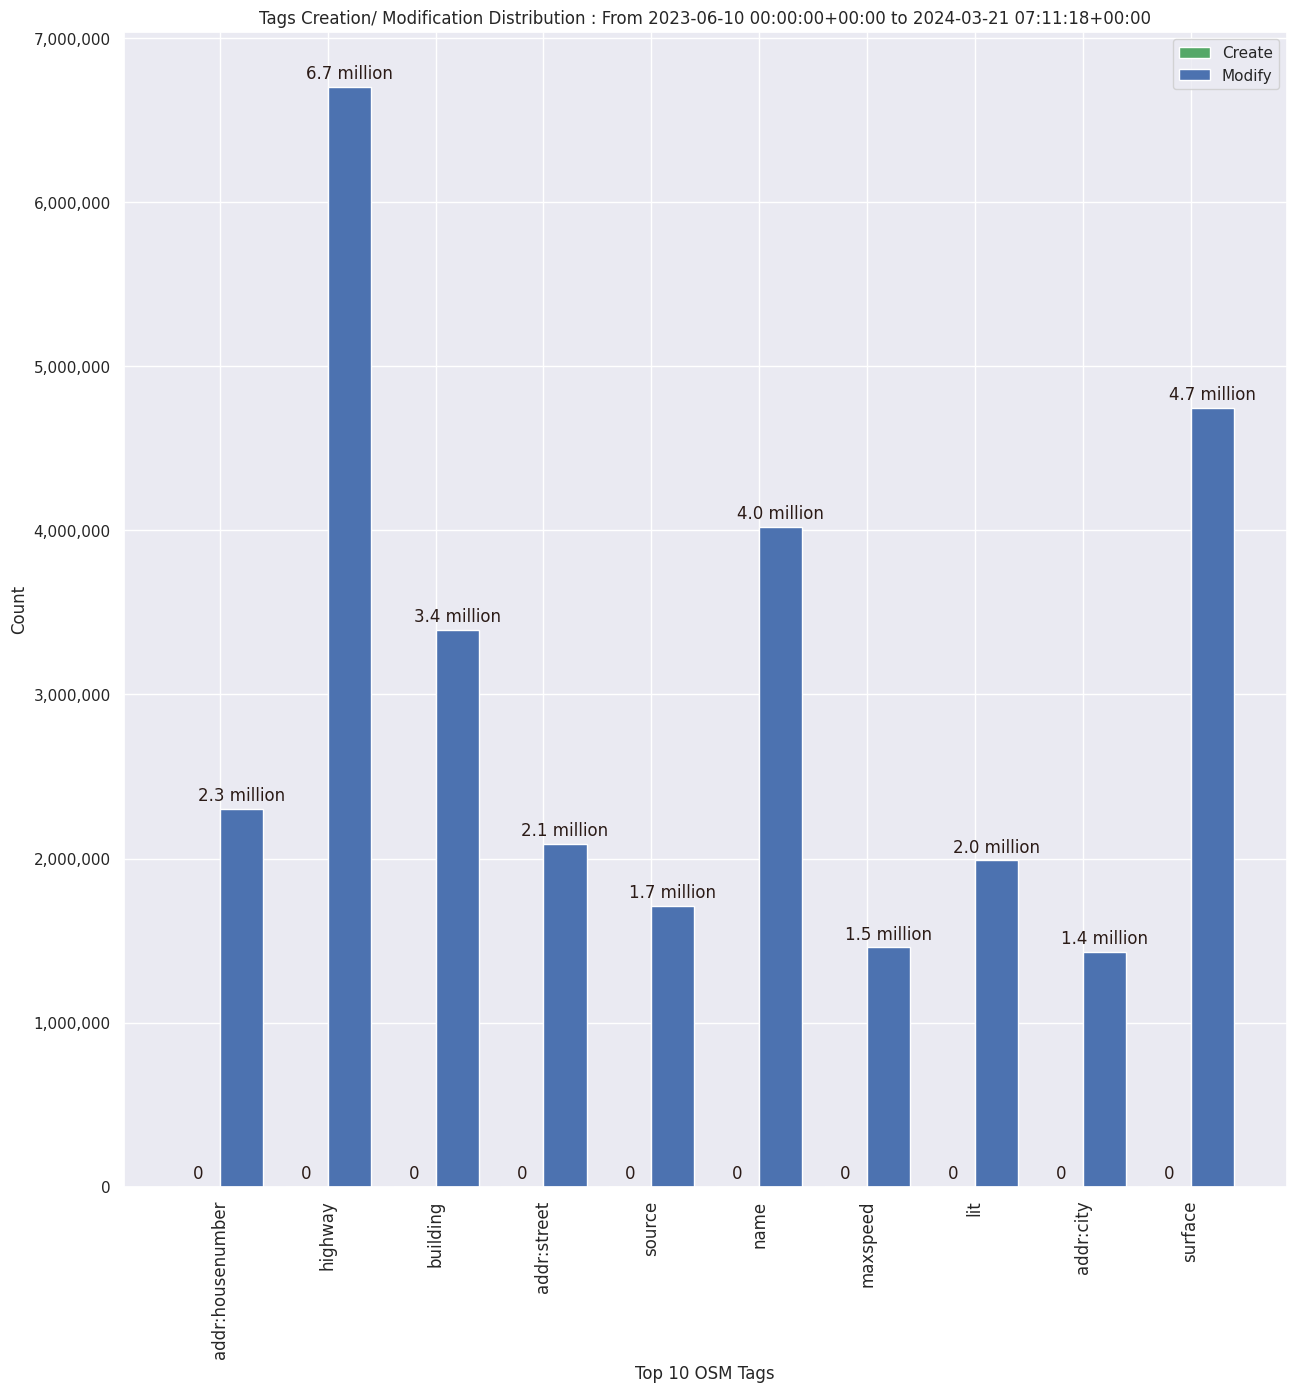 Tags Creation/ Modification Distribution : From 2023-06-10 00:00:00+00:00 to 2024-03-21 07:11:18+00:00
Create
Modify
7,000,000
6,000,000
5,000,000
4,000,000
3,000,000
2,000,000
1,000,000
0
Count
2.3 million
6.7 million
3.4 million
2.1 million
1.7 million
4.0 million
1.5 million
2.0 million
1.4 million
4.7 million
0
0
0
0
0
0
0
0
0
0
addr:housenumber
highway
building
addr:street
source
name
maxspeed
lit
addr:city
surface
Top 10 OSM Tags